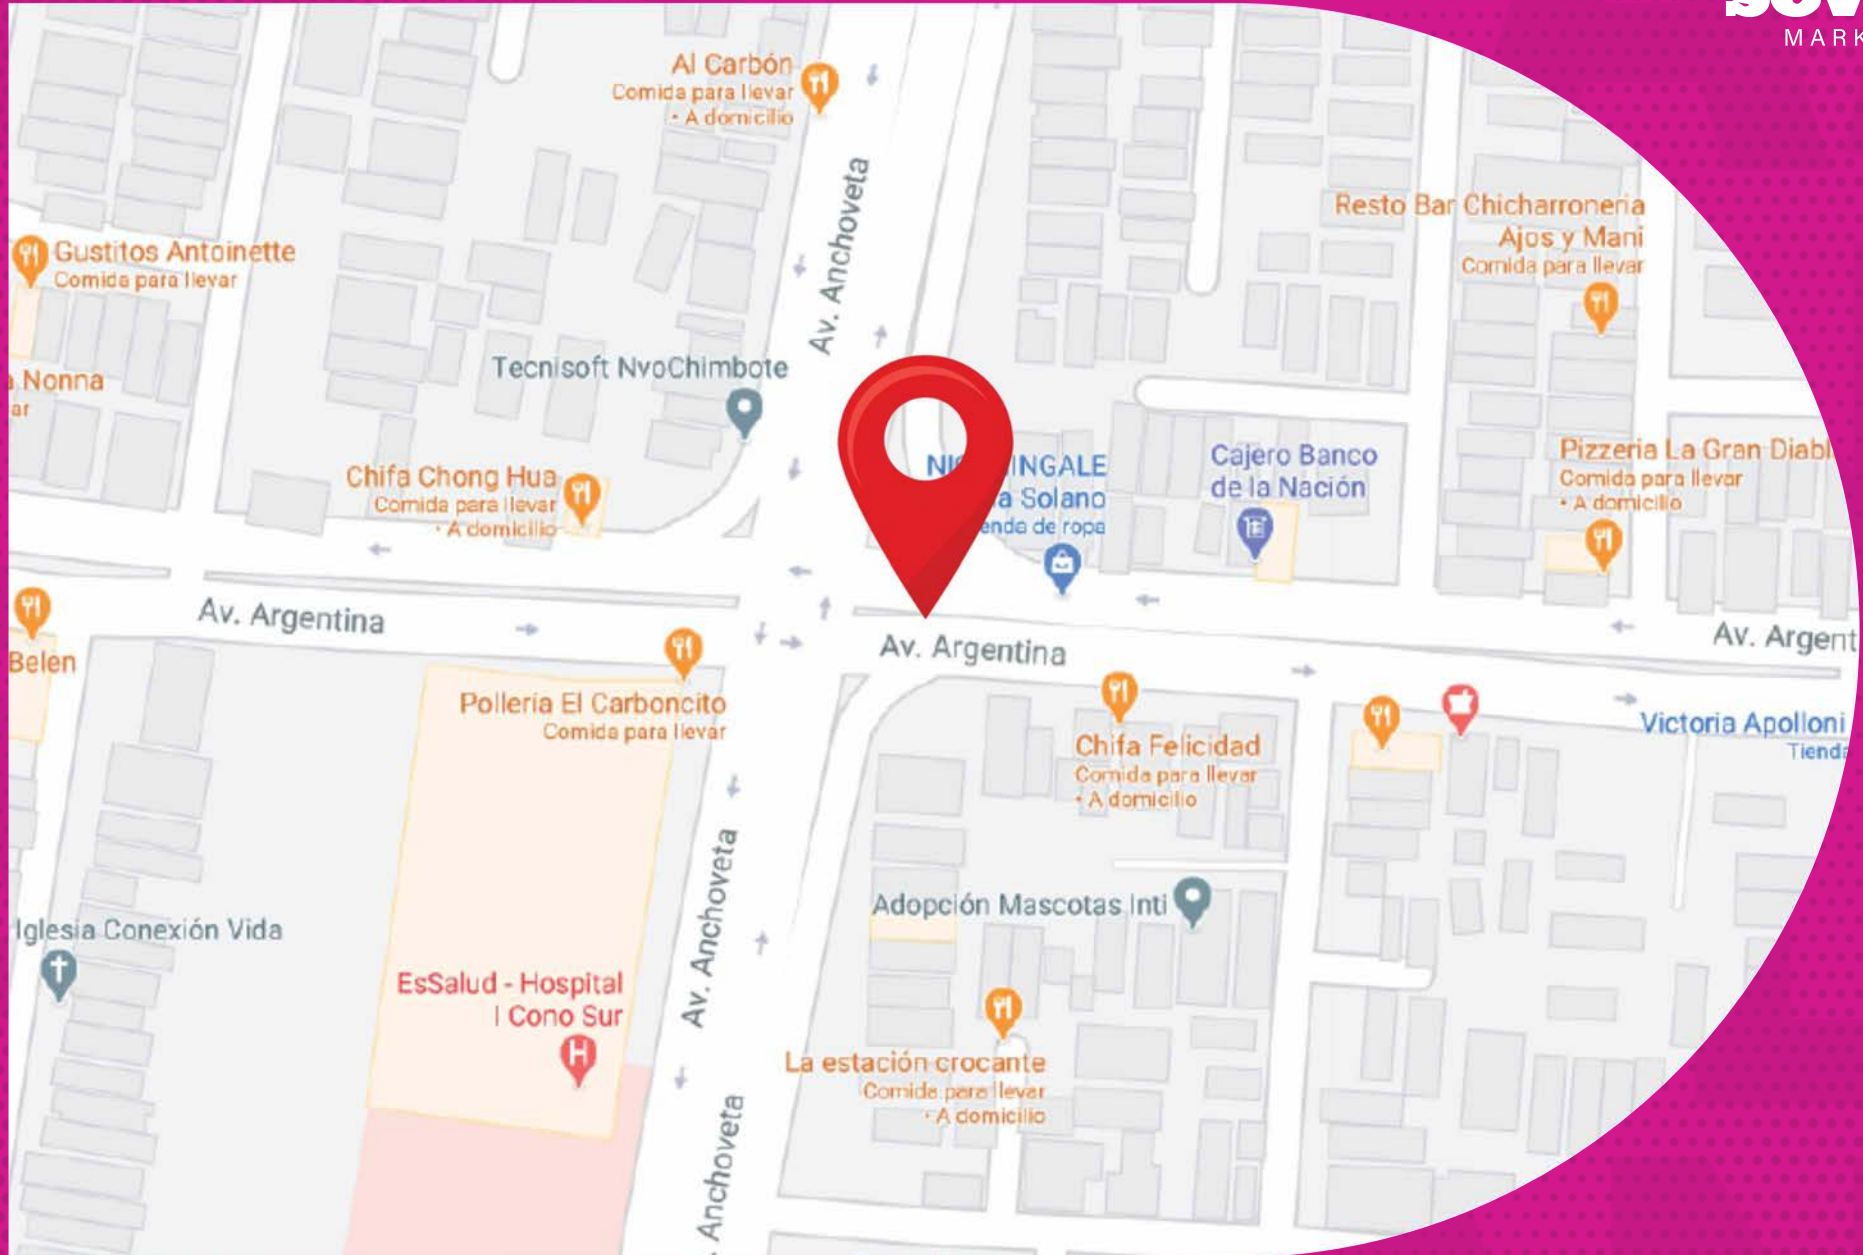 MARK
Al Carbón
Comida para llevar
• A domicilio
Av. Anchoveta
Resto Bar Chicharroneria
Ajos y Mani
Comida para llevar
Gustitos Antoinette
Comida para llevar
Nonna
Tecnisoft NvoChimbote
Chifa Chong Hua
Comida para llevar
• A domicilio
INGALE
Solano
de ropa
Cajero Banco
de la Nación
Pizzeria La Gran Diabl
Comida para llevar
• A domicilio
Av. Argentina
Av. Argentina
Av. Argent
Belen
Pollería El Carboncito
Comida para llevar
Chifa Felicidad
Comida para llevar
• A domicilio
Victoria Apolloni
Tienda
Av. Anchoveta
Adopción Mascotas Inti
Iglesia Conexión Vida
EsSalud - Hospital
I Cono Sur
H
La estación crocante
Comida para llevar
• A domicilio
Anchoveta